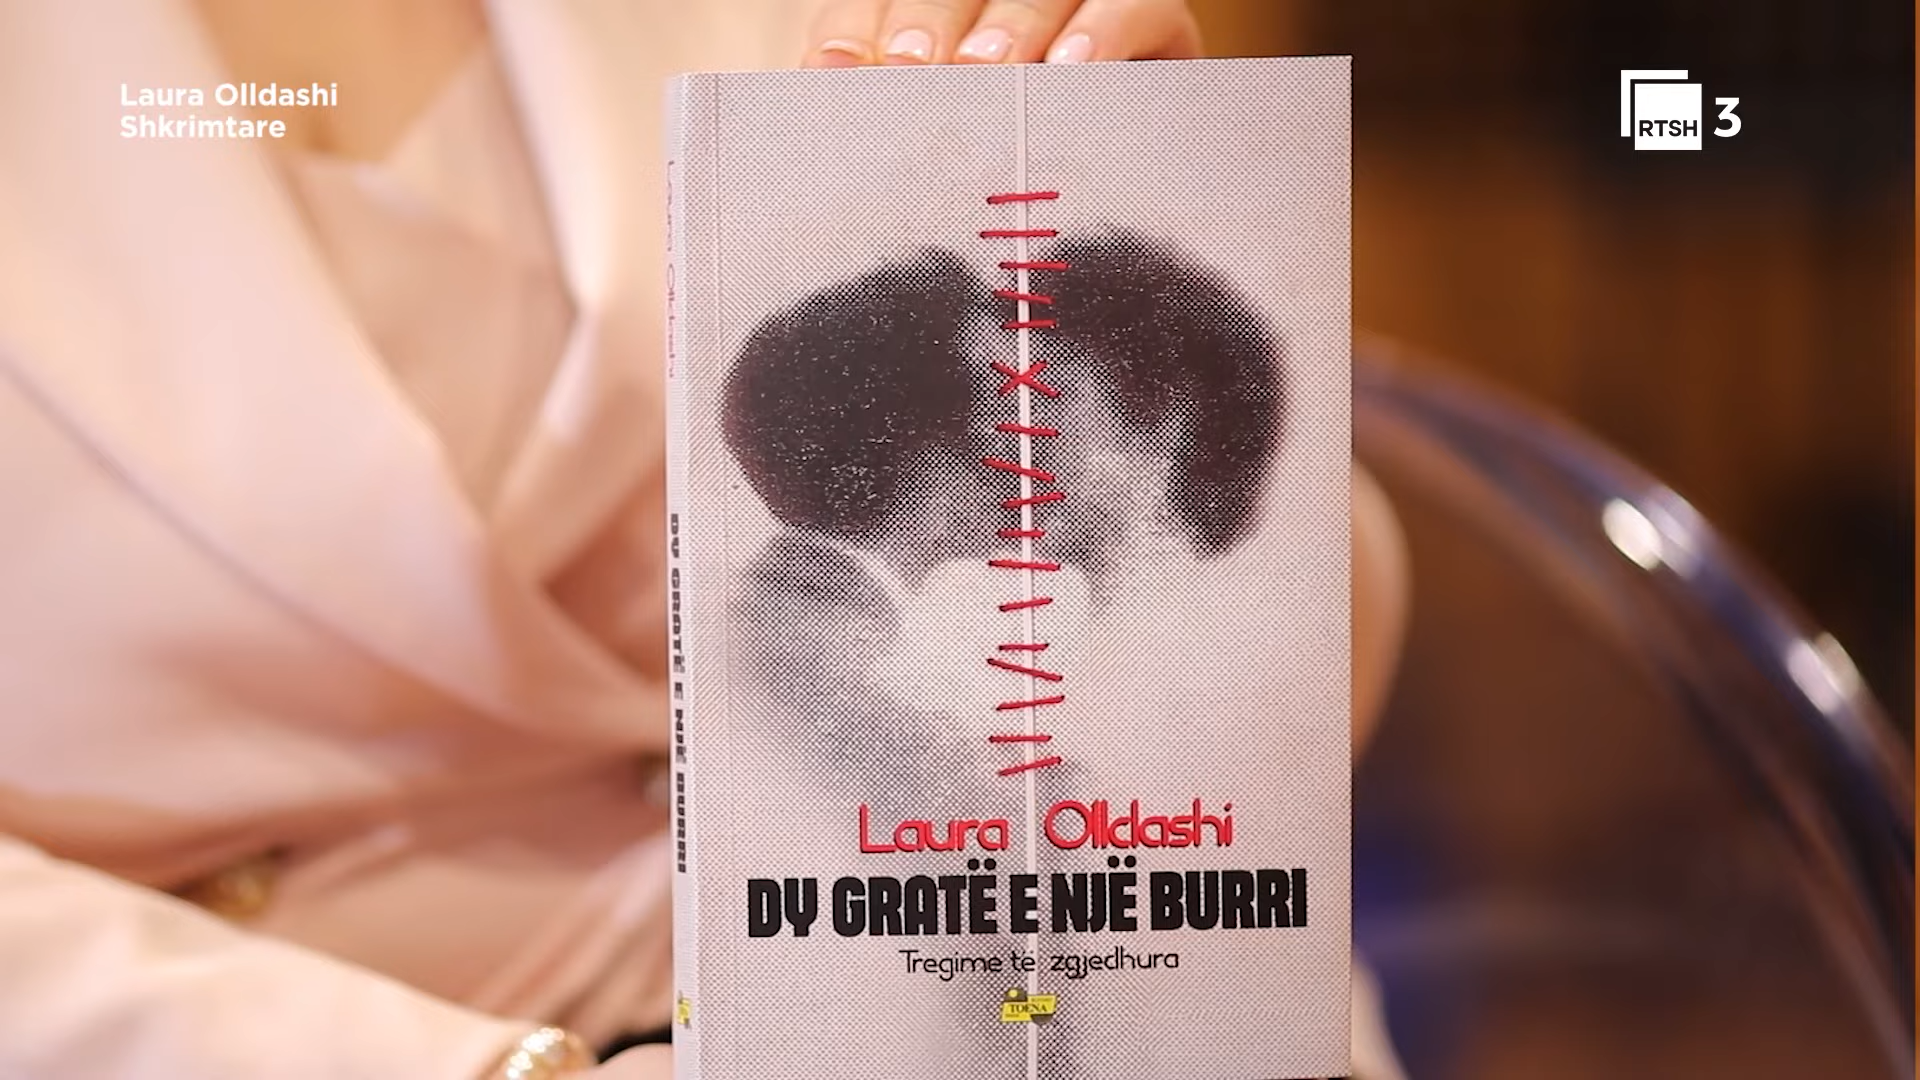 Laura Olldashi
Shkrimtare
RTSH 3
Laura Olldashi
DY GRATË E NJË BURRI
Laura Olldashi
DY GRATË E NJË BURRI
Tregime të zgjedhura
TOENA